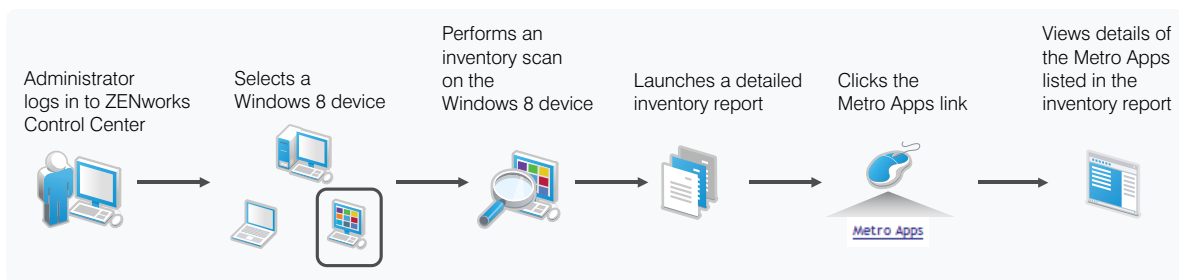 Administrator
logs in to ZENworks
Control Center
Selects a
Windows 8 device
Performs an
inventory scan
on the
Windows 8 device
Launches a detailed
inventory report
Clicks the
Metro Apps link
Metro Apps
Views details of
the Metro Apps
listed in the
inventory report